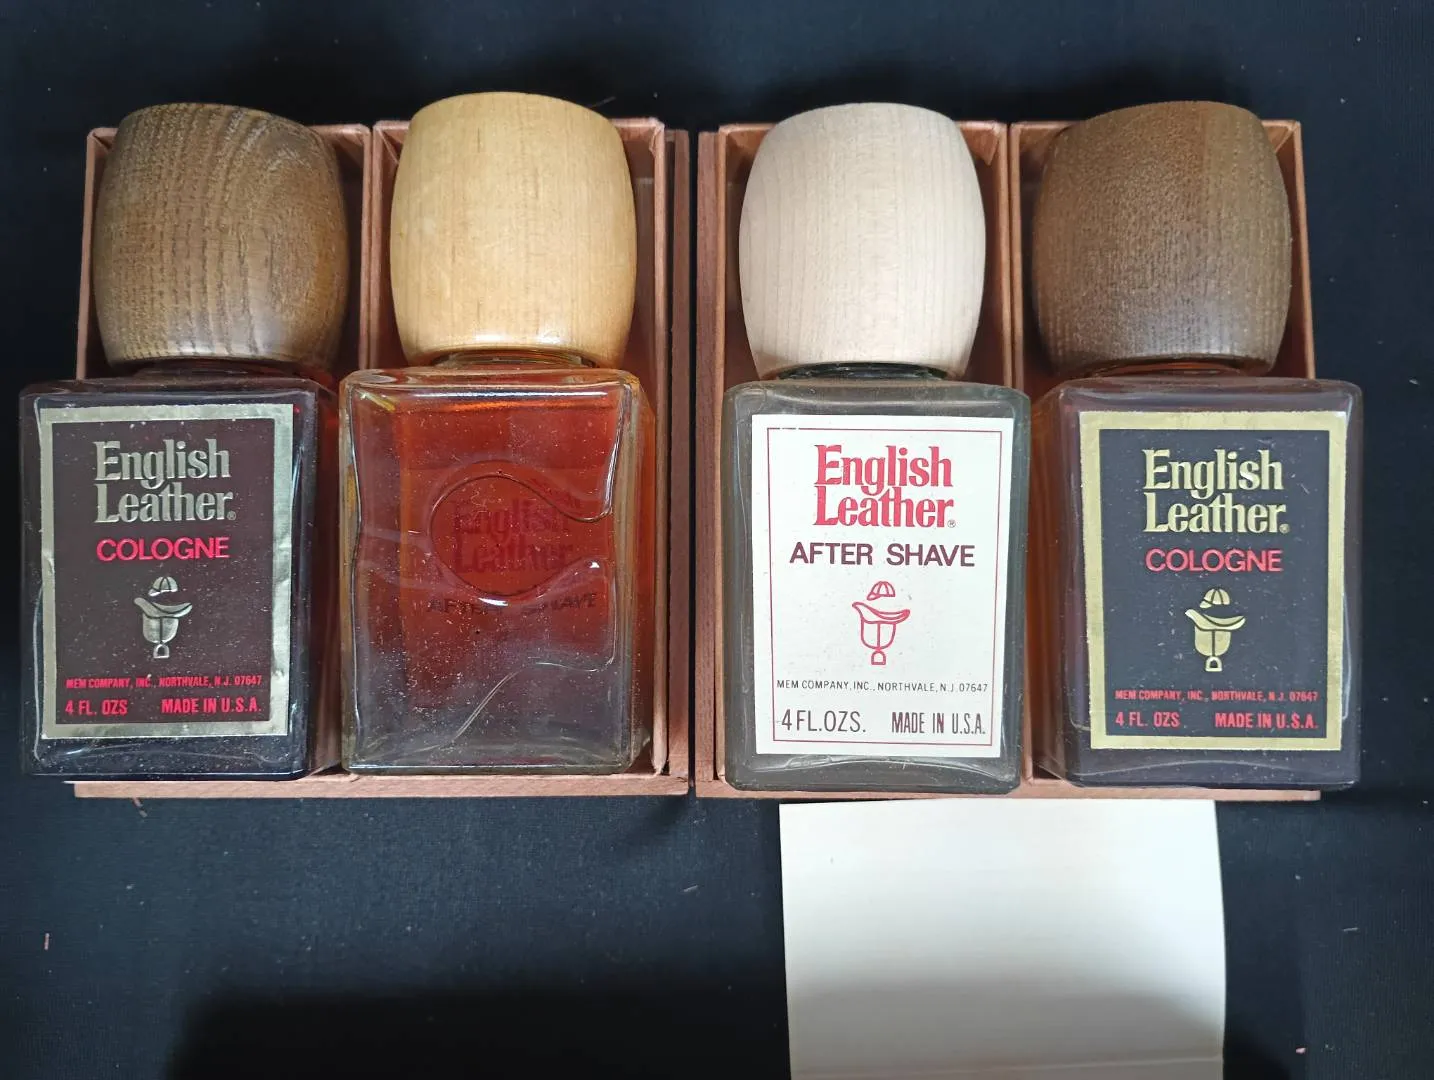 English
Leather®
COLOGNE
MEM COMPANY, INC., NORTHVALE, N.J. 07647
4 FL. OZS MADE IN U.S.A.
English
Leather
AFTER SHAVE
English
Leather®
AFTER SHAVE
MEM COMPANY, INC., NORTHVALE, N.J. 07647
4 FL. OZS. MADE IN U.S.A.
English
Leather®
COLOGNE
MEM COMPANY, INC., NORTHVALE, N.J. 07647
4 FL. OZS. MADE IN U.S.A.